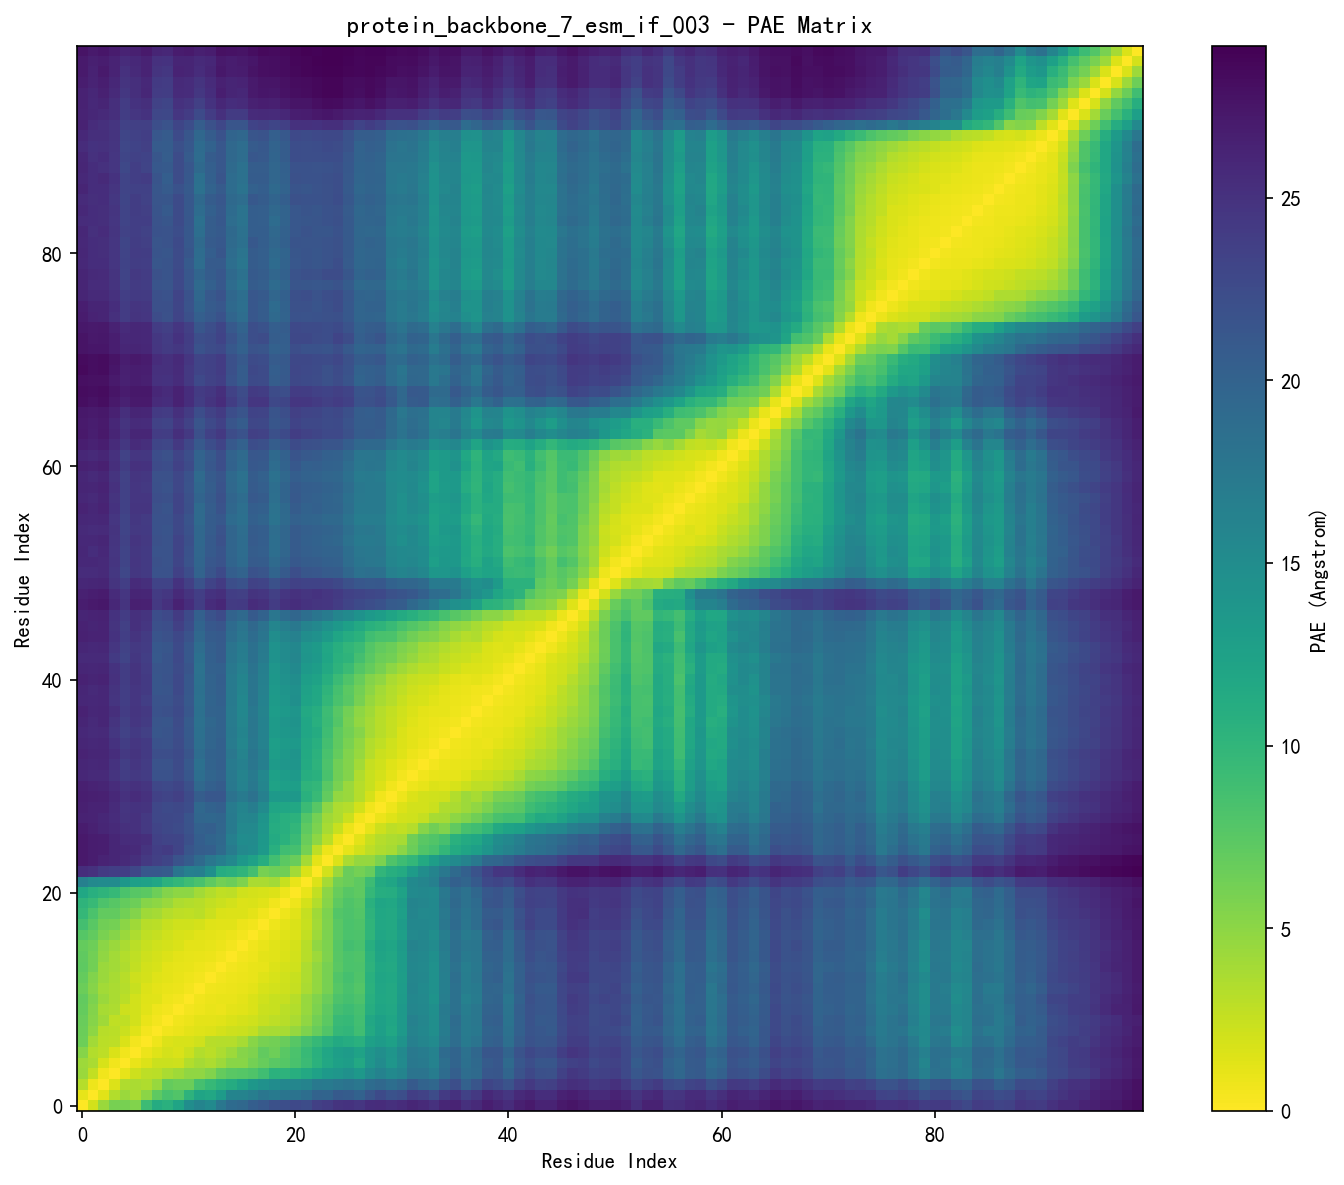 protein_backbone_7_esm_if_003 - PAE Matrix
Residue Index
80
60
40
20
0
0 20 40 60 80
Residue Index
25
20
15
10
5
0
PAE (Angstrom)